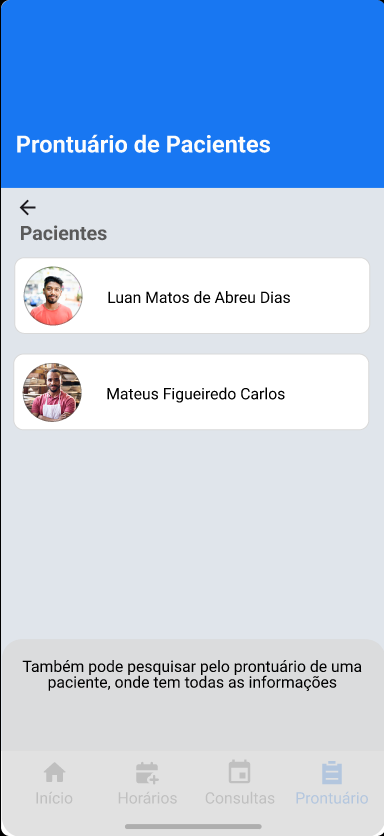 Prontuário de Pacientes
Pacientes
Luan Matos de Abreu Dias
Mateus Figueiredo Carlos
Também pode pesquisar pelo prontuário de uma
paciente, onde tem todas as informações
Início Horários Consultas Prontuário